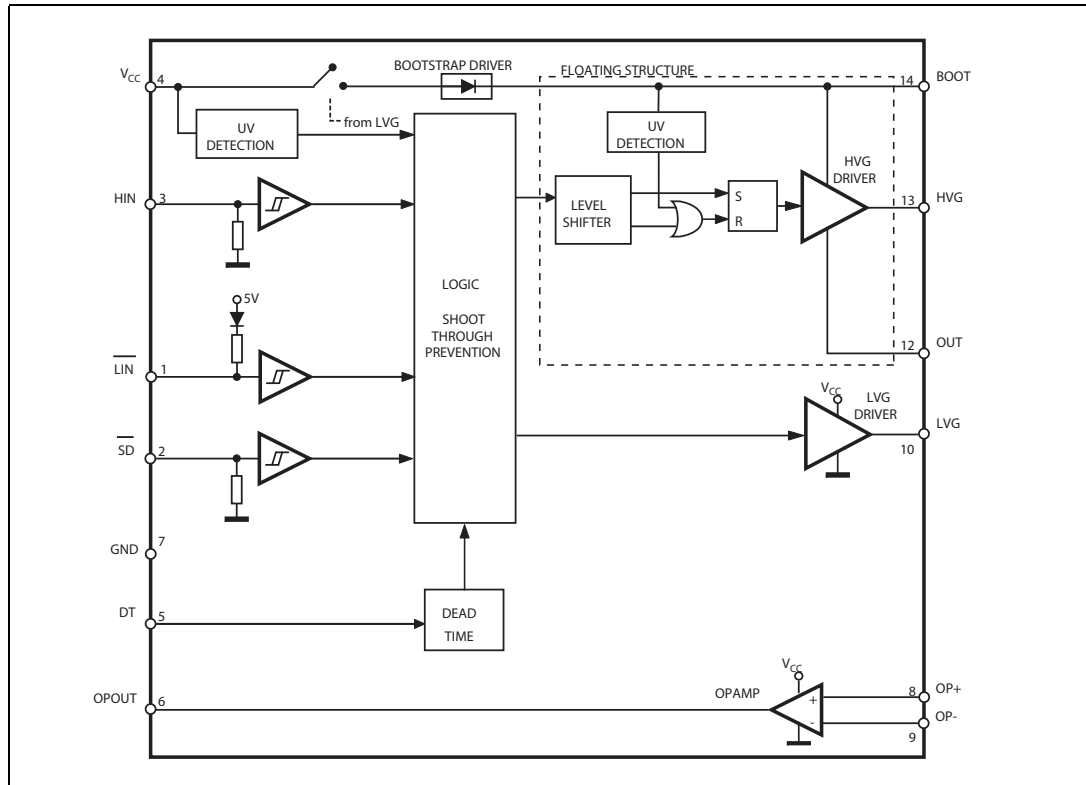 BOOTSTRAP DRIVER
FLOATING STRUCTURE
VCC
4
14
BOOT
from LVG
UV
DETECTION
UV
DETECTION
HVG
DRIVER
HIN
3
LEVEL
SHIFTER
S
R
13
HVG
LOGIC
SHOOT
THROUGH
PREVENTION
5V
LIN
1
12
OUT
VCC
LVG
DRIVER
SD
2
10
LVG
GND
7
DT
5
DEAD
TIME
VCC
OPAMP
OPOUT
6
+
-
8
OP+
9
OP-